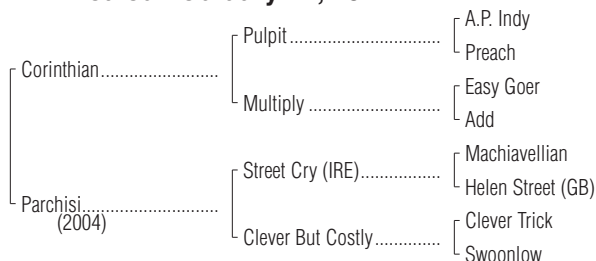 A.P. Indy
Pulpit
Preach
Corinthian
Easy Goer
Multiply
Add
Machiavellian
Street Cry (IRE)
Helen Street (GB)
Parchisi
(2004)
Clever Trick
Clever But Costly
Swoonlow